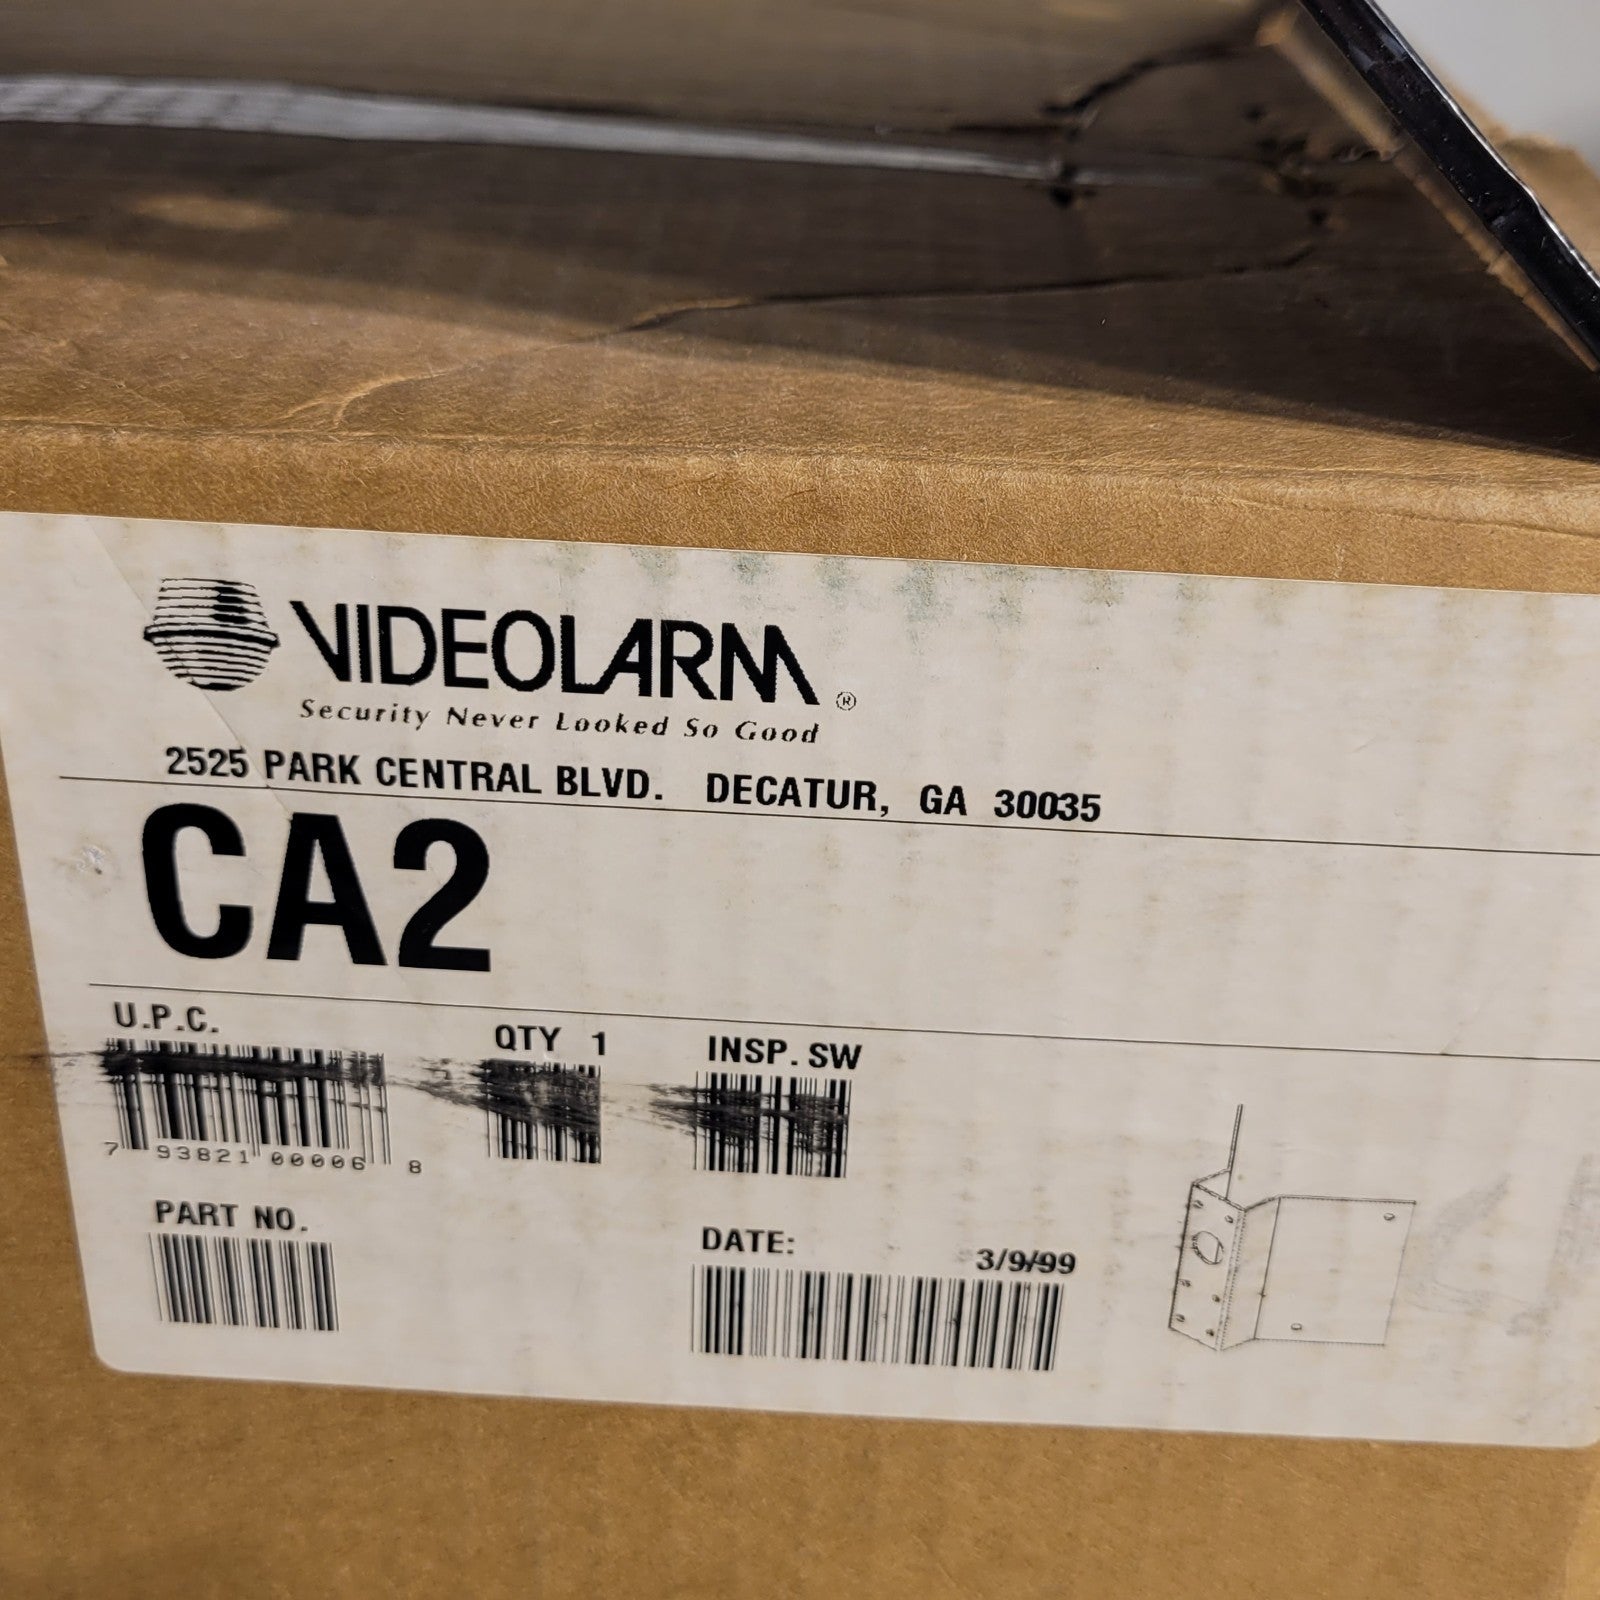 VIDEOLARM ®
Security Never Looked So Good
2525 PARK CENTRAL BLVD. DECATUR, GA 30035
CA2
U.P.C. QTY 1 INSP. SW
7 93821 00006 8
PART NO.
DATE: 3/9/99